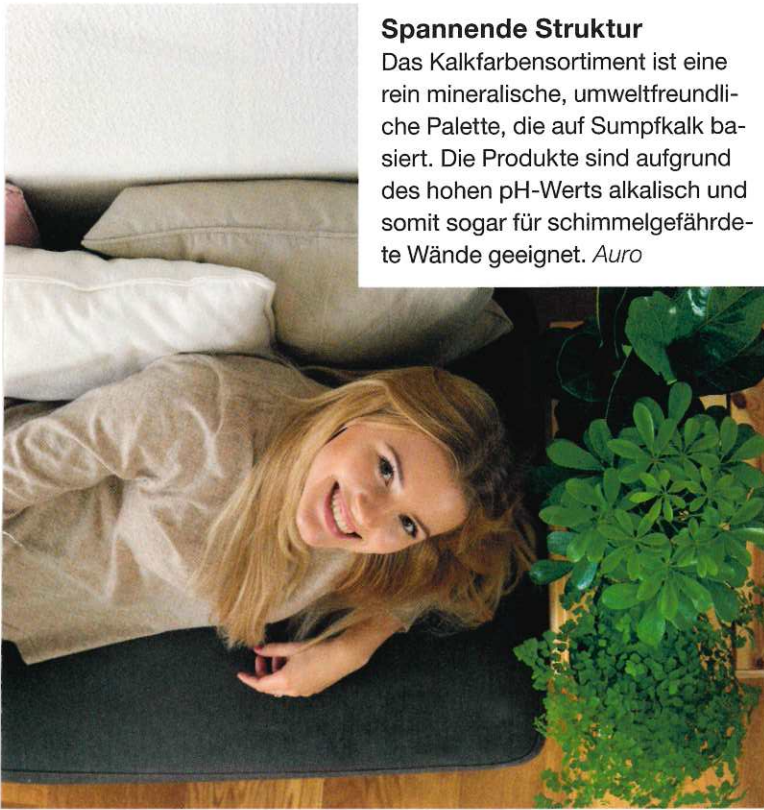 Spannende Struktur
Das Kalkfarbensortiment ist eine
rein mineralische, umweltfreundli-
che Palette, die auf Sumpfkalk ba-
siert. Die Produkte sind aufgrund
des hohen pH-Werts alkalisch und
somit sogar für schimmelgefährde-
te Wände geeignet. Auro